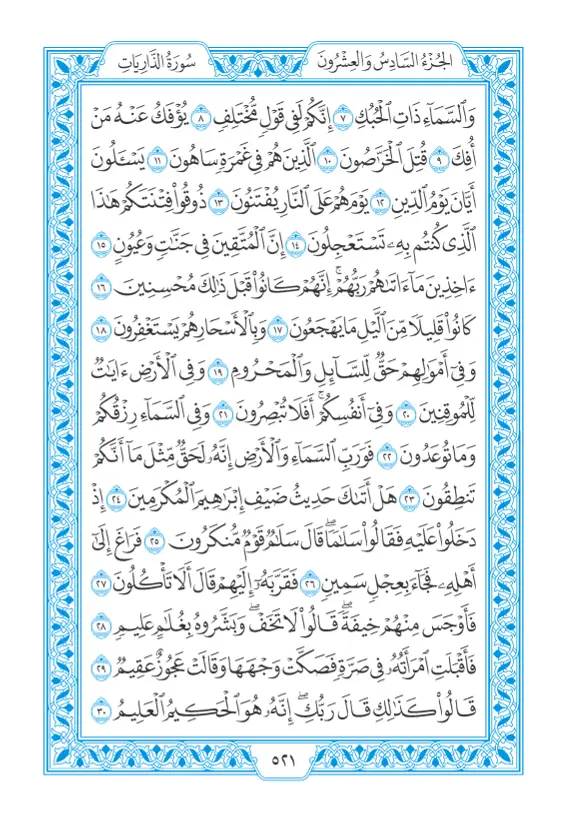 الجُزْءُ السَّادِسُ وَالعِشْرُونَ
سُورَةُ الذَّارِيَاتِ
وَٱلسَّمَآءِ ذَاتِ ٱلْحُبُكِ ٧ إِنَّكُمْ لَفِى قَوْلٍ مُّخْتَلِفٍ ٨ يُؤْفَكُ عَنْهُ مَنْ
أُفِكَ ٩ قُتِلَ ٱلْخَرَّٰصُونَ ١٠ ٱلَّذِينَ هُمْ فِى غَمْرَةٍ سَاهُونَ ١١ يَسْـَٔلُونَ
أَيَّانَ يَوْمُ ٱلدِّينِ ١٢ يَوْمَ هُمْ عَلَى ٱلنَّارِ يُفْتَنُونَ ١٣ ذُوقُوا۟ فِتْنَتَكُمْ هَٰذَا
ٱلَّذِى كُنتُم بِهِۦ تَسْتَعْجِلُونَ ١٤ إِنَّ ٱلْمُتَّقِينَ فِى جَنَّٰتٍ وَعُيُونٍ ١٥
ءَاخِذِينَ مَآ ءَاتَىٰهُمْ رَبُّهُمْ ۚ إِنَّهُمْ كَانُوا۟ قَبْلَ ذَٰلِكَ مُحْسِنِينَ ١٦
كَانُوا۟ قَلِيلًا مِّنَ ٱلَّيْلِ مَا يَهْجَعُونَ ١٧ وَبِٱلْأَسْحَارِ هُمْ يَسْتَغْفِرُونَ ١٨
وَفِىٓ أَمْوَٰلِهِمْ حَقٌّ لِّلسَّآئِلِ وَٱلْمَحْرُومِ ١٩ وَفِى ٱلْأَرْضِ ءَايَٰتٌ
لِّلْمُوقِنِينَ ٢٠ وَفِىٓ أَنفُسِكُمْ ۚ أَفَلَا تُبْصِرُونَ ٢١ وَفِى ٱلسَّمَآءِ رِزْقُكُمْ
وَمَا تُوعَدُونَ ٢٢ فَوَرَبِّ ٱلسَّمَآءِ وَٱلْأَرْضِ إِنَّهُۥ لَحَقٌّ مِّثْلَ مَآ أَنَّكُمْ
تَنطِقُونَ ٢٣ هَلْ أَتَىٰكَ حَدِيثُ ضَيْفِ إِبْرَٰهِيمَ ٱلْمُكْرَمِينَ ٢٤ إِذْ
دَخَلُوا۟ عَلَيْهِ فَقَالُوا۟ سَلَٰمًا ۖ قَالَ سَلَٰمٌ قَوْمٌ مُّنكَرُونَ ٢٥ فَرَاغَ إِلَىٰٓ
أَهْلِهِۦ فَجَآءَ بِعِجْلٍ سَمِينٍ ٢٦ فَقَرَّبَهُۥٓ إِلَيْهِمْ قَالَ أَلَا تَأْكُلُونَ ٢٧
فَأَوْجَسَ مِنْهُمْ خِيفَةً ۖ قَالُوا۟ لَا تَخَفْ ۖ وَبَشَّرُوهُ بِغُلَٰمٍ عَلِيمٍ ٢٨
فَأَقْبَلَتِ ٱمْرَأَتُهُۥ فِى صَرَّةٍ فَصَكَّتْ وَجْهَهَا وَقَالَتْ عَجُوزٌ عَقِيمٌ ٢٩
قَالُوا۟ كَذَٰلِكِ قَالَ رَبُّكِ ۖ إِنَّهُۥ هُوَ ٱلْحَكِيمُ ٱلْعَلِيمُ ٣٠
٥٢١